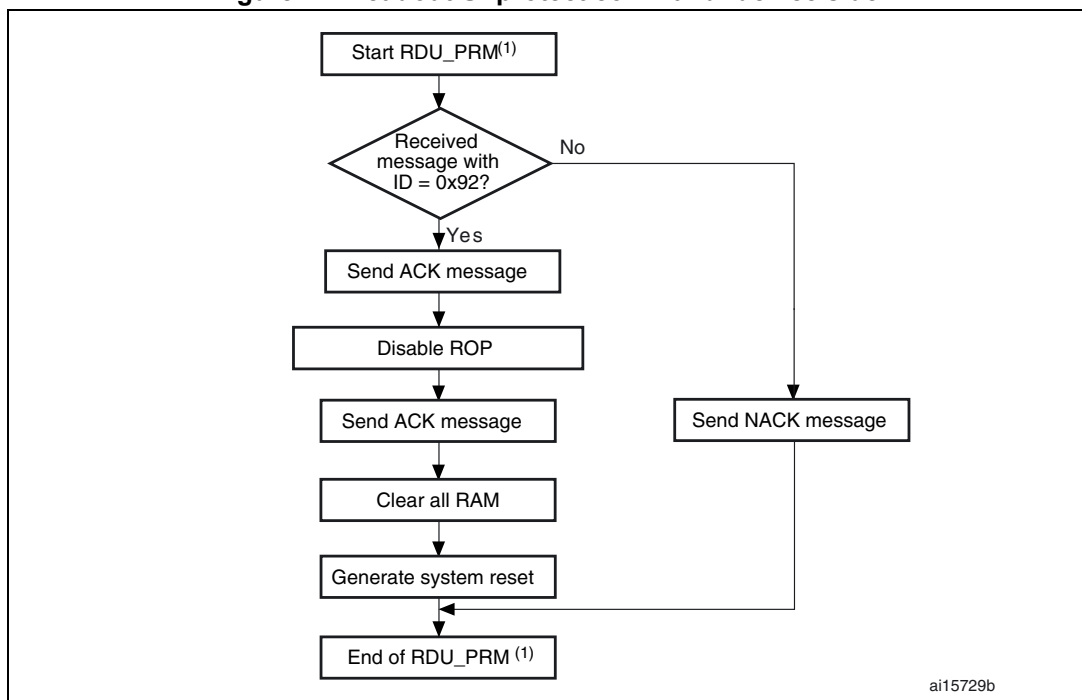 Start RDU_PRM(1)
Received
message with
ID = 0x92?
No
Yes
Send ACK message
Disable ROP
Send ACK message
Send NACK message
Clear all RAM
Generate system reset
End of RDU_PRM (1)
ai15729b